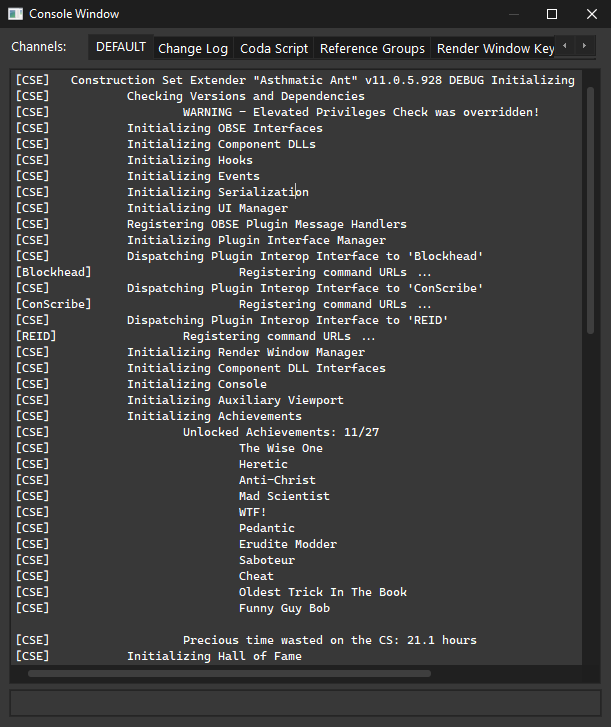 Console Window
Channels: DEFAULT Change Log Coda Script Reference Groups Render Window Key
[CSE] Construction Set Extender "Asthmatic Ant" v11.0.5.928 DEBUG Initializing
[CSE] Checking Versions and Dependencies
[CSE] WARNING - Elevated Privileges Check was overridden!
[CSE] Initializing OBSE Interfaces
[CSE] Initializing Component DLLs
[CSE] Initializing Hooks
[CSE] Initializing Events
[CSE] Initializing Serialization
[CSE] Initializing UI Manager
[CSE] Registering OBSE Plugin Message Handlers
[CSE] Initializing Plugin Interface Manager
[CSE] Dispatching Plugin Interop Interface to 'Blockhead'
[Blockhead] Registering command URLs ...
[CSE] Dispatching Plugin Interop Interface to 'ConScribe'
[ConScribe] Registering command URLs ...
[CSE] Dispatching Plugin Interop Interface to 'REID'
[REID] Registering command URLs ...
[CSE] Initializing Render Window Manager
[CSE] Initializing Component DLL Interfaces
[CSE] Initializing Console
[CSE] Initializing Auxiliary Viewport
[CSE] Initializing Achievements
[CSE] Unlocked Achievements: 11/27
[CSE] The Wise One
[CSE] Heretic
[CSE] Anti-Christ
[CSE] Mad Scientist
[CSE] WTF!
[CSE] Pedantic
[CSE] Erudite Modder
[CSE] Saboteur
[CSE] Cheat
[CSE] Oldest Trick In The Book
[CSE] Funny Guy Bob
[CSE] Precious time wasted on the CS: 21.1 hours
[CSE] Initializing Hall of Fame